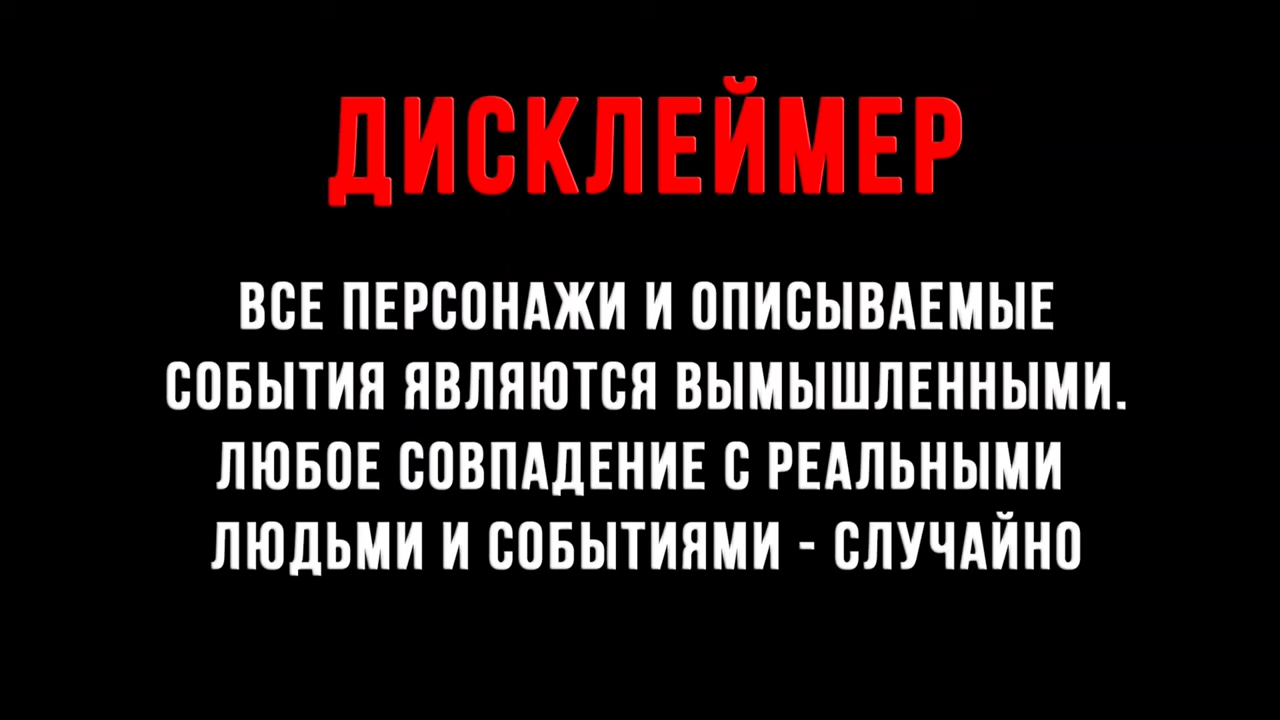 ДИСКЛЕЙМЕР
ВСЕ ПЕРСОНАЖИ И ОПИСЫВАЕМЫЕ
СОБЫТИЯ ЯВЛЯЮТСЯ ВЫМЫШЛЕННЫМИ.
ЛЮБОЕ СОВПАДЕНИЕ С РЕАЛЬНЫМИ
ЛЮДЬМИ И СОБЫТИЯМИ - СЛУЧАЙНО